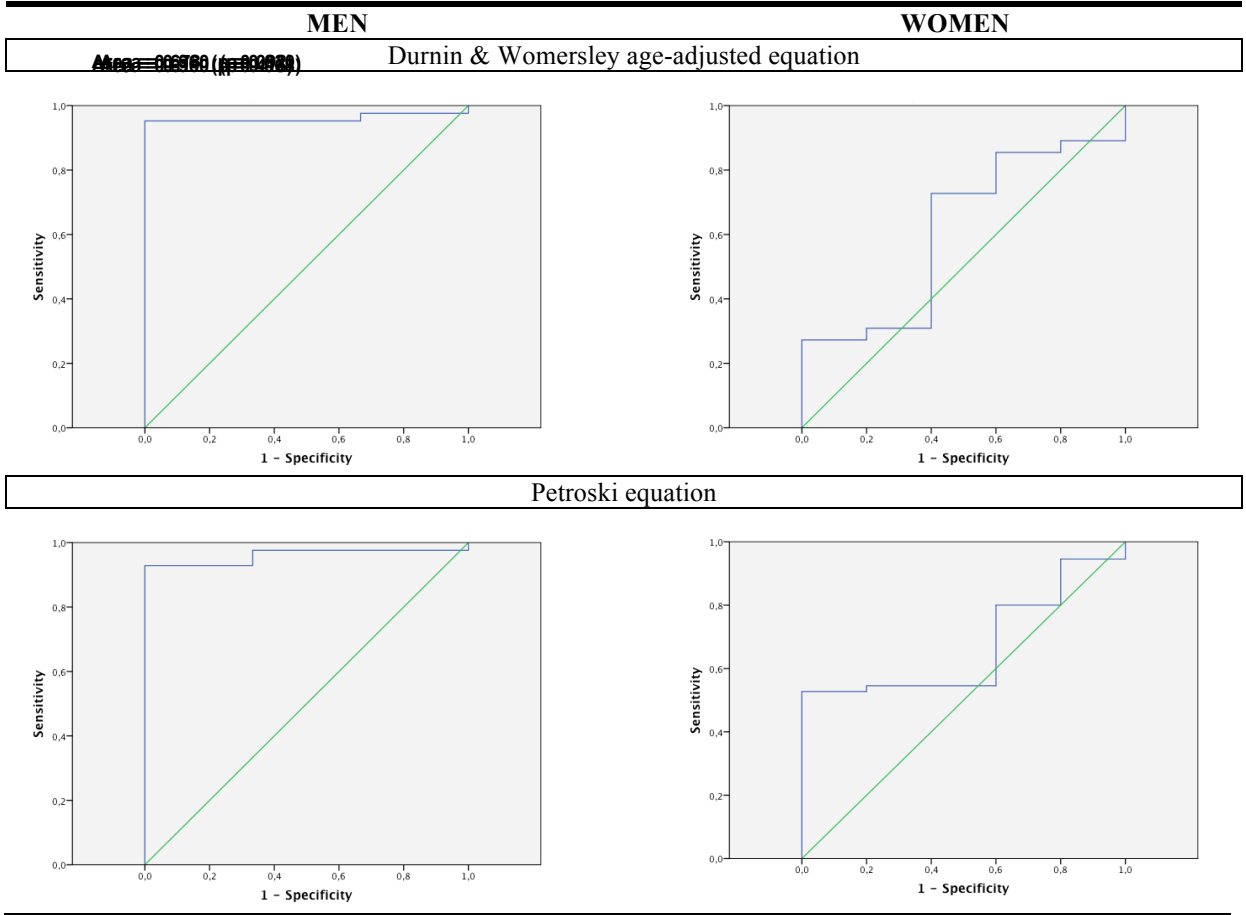 MEN WOMEN
Durnin & Womersley age-adjusted equation
1,0
0,8
0,6
0,4
0,2
0,0
Sensitivity
0,0 0,2 0,4 0,6 0,8 1,0
1 – Specificity
1,0
0,8
0,6
0,4
0,2
0,0
Sensitivity
0,0 0,2 0,4 0,6 0,8 1,0
1 – Specificity
Petroski equation
1,0
0,8
0,6
0,4
0,2
0,0
Sensitivity
0,0 0,2 0,4 0,6 0,8 1,0
1 – Specificity
1,0
0,8
0,6
0,4
0,2
0,0
Sensitivity
0,0 0,2 0,4 0,6 0,8 1,0
1 – Specificity